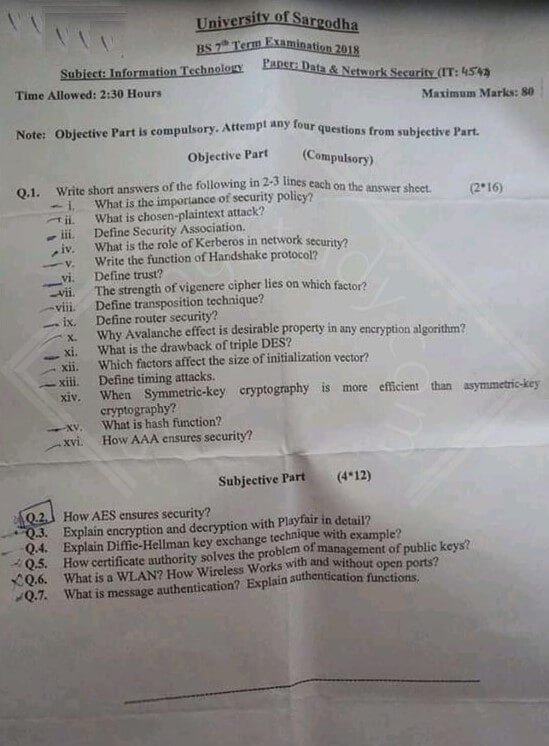 University of Sargodha
BS 7th Term Examination 2018
Subject: Information Technology Paper: Data & Network Security (IT:
Time Allowed: 2:30 Hours Maximum Marks: 80
Note: Objective Part is compulsory. Attempt any four questions from subjective Part.
Objective Part (Compulsory)
Q.1. Write short answers of the following in 2-3 lines each on the answer sheet. (2*16)
i. What is the importance of security policy?
ii. What is chosen-plaintext attack?
iii. Define Security Association.
iv. What is the role of Kerberos in network security?
v. Write the function of Handshake protocol?
vi. Define trust?
vii. The strength of vigenere cipher lies on which factor?
viii. Define transposition technique?
ix. Define router security?
x. Why Avalanche effect is desirable property in any encryption algorithm?
xi. What is the drawback of triple DES?
xii. Which factors affect the size of initialization vector?
xiii. Define timing attacks.
xiv. When Symmetric-key cryptography is more efficient than asymmetric-key
cryptography?
xv. What is hash function?
xvi. How AAA ensures security?
Subjective Part (4*12)
Q.2. How AES ensures security?
Q.3. Explain encryption and decryption with Playfair in detail?
Q.4. Explain Diffie-Hellman key exchange technique with example?
Q.5. How certificate authority solves the problem of management of public keys?
Q.6. What is a WLAN? How Wireless Works with and without open ports?
Q.7. What is message authentication? Explain authentication functions.